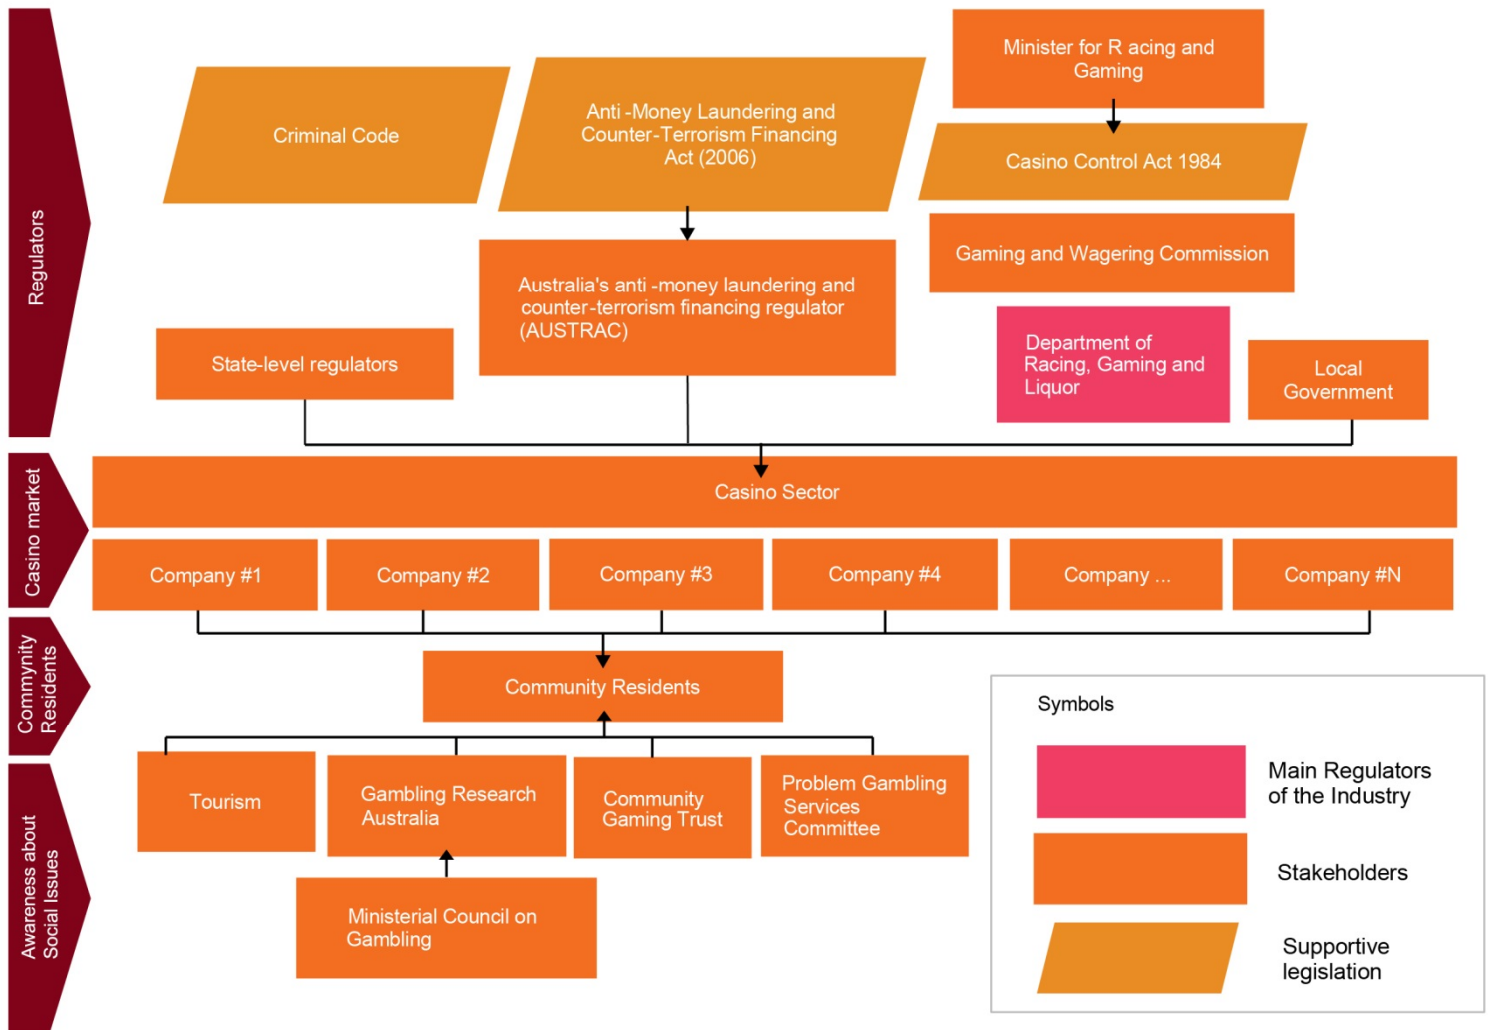 Regulators
Minister for R acing and
Gaming
Criminal Code
Anti -Money Laundering and
Counter-Terrorism Financing
Act (2006)
Casino Control Act 1984
Gaming and Wagering Commission
Australia's anti -money laundering and
counter-terrorism financing regulator
(AUSTRAC)
State-level regulators
Department of
Racing, Gaming and
Liquor
Local
Government
Casino market
Casino Sector
Company #1
Company #2
Company #3
Company #4
Company ...
Company #N
Commynity
Residents
Community Residents
Awareness about
Social Issues
Tourism
Gambling Research
Australia
Community
Gaming Trust
Problem Gambling
Services
Committee
Ministerial Council on
Gambling
Symbols
Main Regulators
of the Industry
Stakeholders
Supportive
legislation